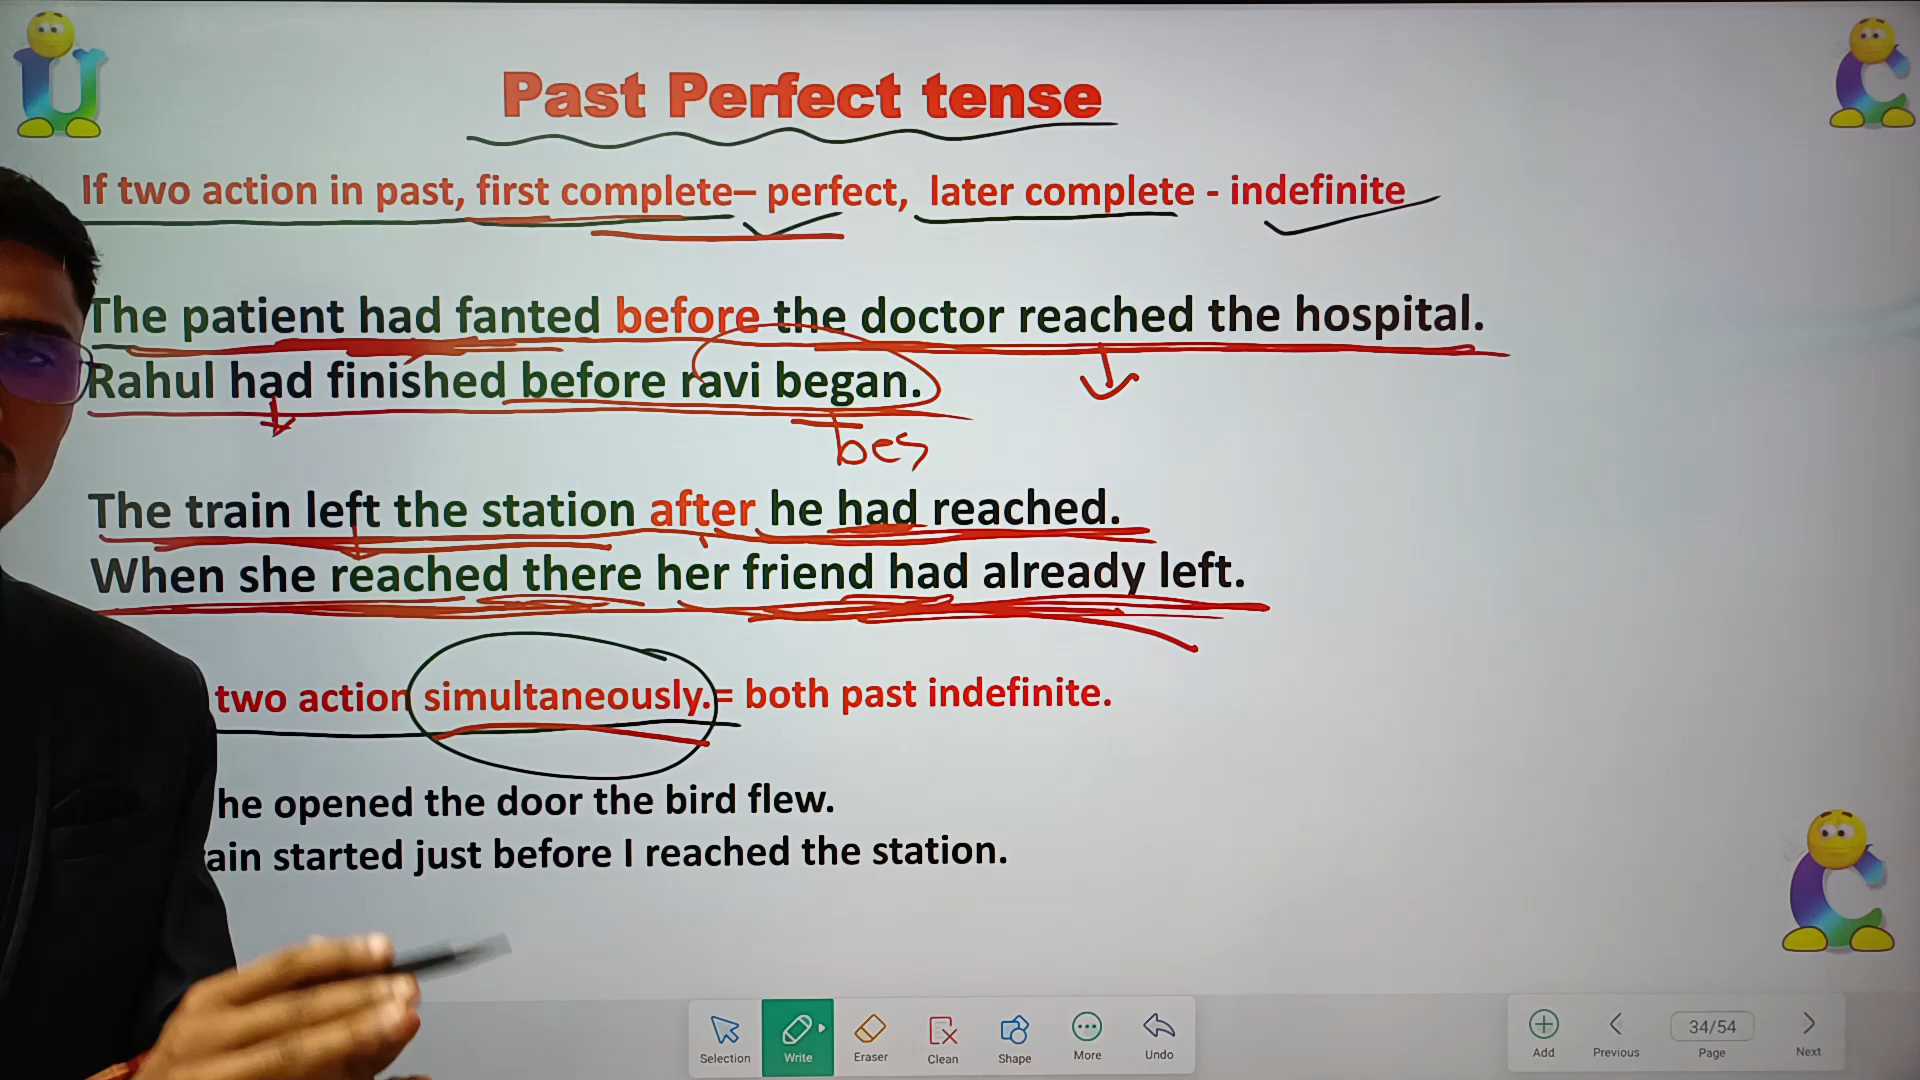 Past Perfect tense
If two action in past, first complete– perfect, later complete - indefinite
The patient had fanted before the doctor reached the hospital.
Rahul had finished before ravi began.
The train left the station after he had reached.
When she reached there her friend had already left.
two action simultaneously.= both past indefinite.
he opened the door the bird flew.
started just before I reached the station.
Selection Write Eraser Clean Shape More Undo
Add Previous 34/54 Page Next